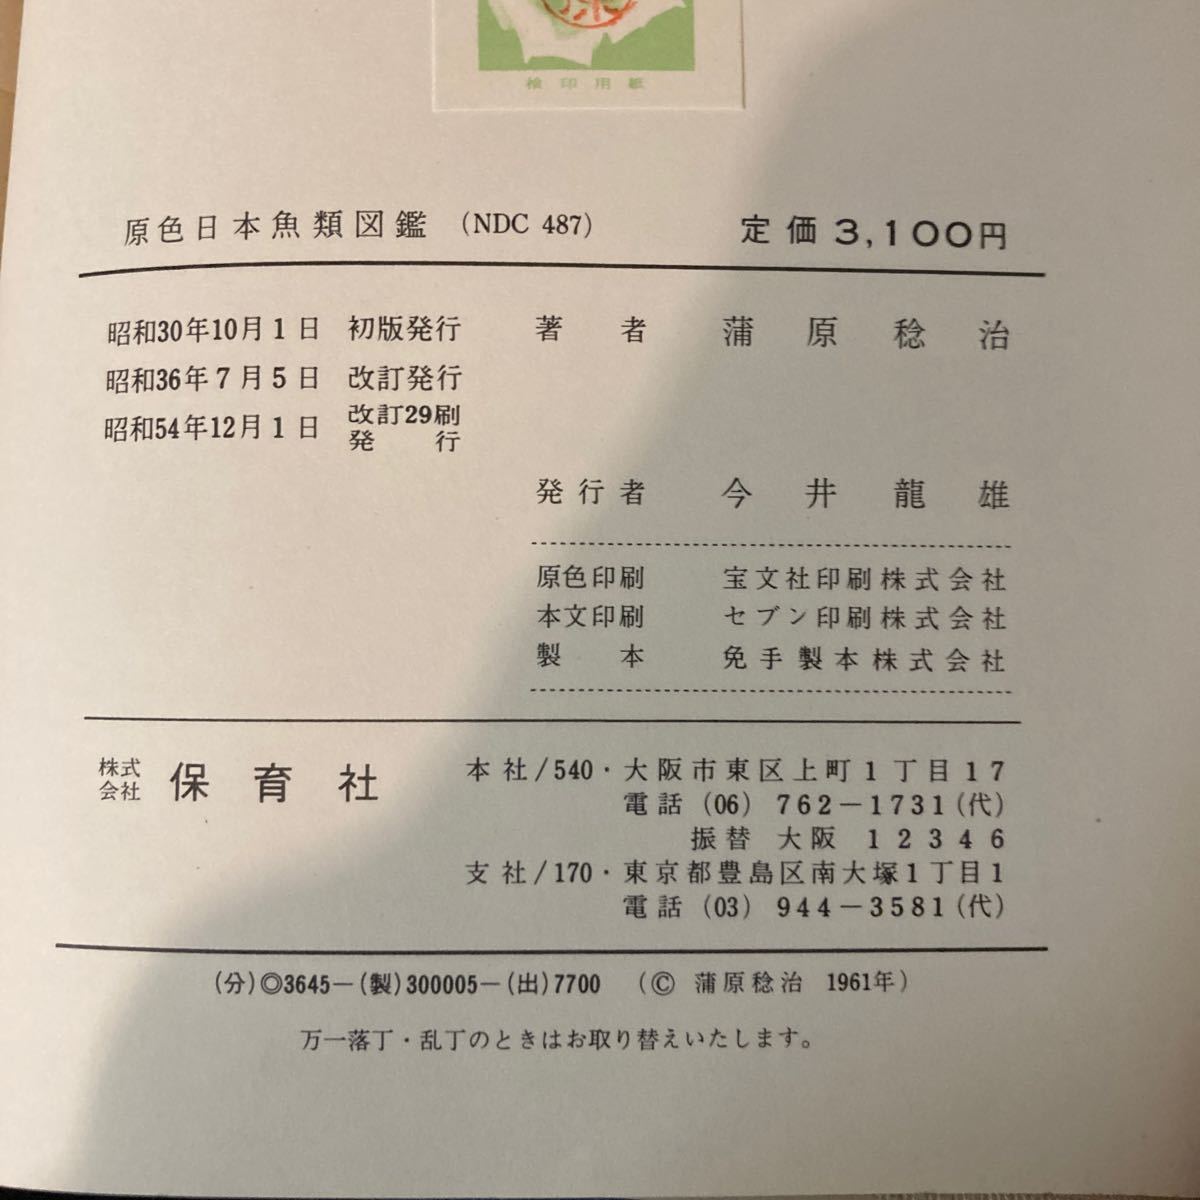 検印用紙
原色日本魚類図鑑 (NDC 487) 定価3,100円
昭和30年10月1日 初版発行 著者 蒲原稔治
昭和36年7月5日 改訂発行
昭和54年12月1日 改訂29刷発行
発行者 今井龍雄
原色印刷 宝文社印刷株式会社
本文印刷 セブン印刷株式会社
製本 免手製本株式会社
株式会社 保育社 本社/540・大阪市東区上町1丁目17
電話 (06) 762-1731(代)
振替 大阪 12346
支社/170・東京都豊島区南大塚1丁目1
電話 (03) 944-3581(代)
(分)◎3645-(製)300005-(出)7700 (© 蒲原稔治 1961年)
万一落丁・乱丁のときはお取り替えいたします。